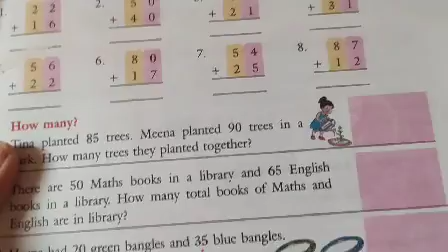 2 2 2. 5 0
+ 1 6 + 4 0 + 2 1 + 3 1
5 6 6. 8 0 7. 5 4 8. 8 7
+ 2 2 + 1 7 + 2 5 + 1 2
How many?
Tina planted 85 trees. Meena planted 90 trees in a
How many trees they planted together?
There are 50 Maths books in a library and 65 English
books in a library. How many total books of Maths and
English are in library?
had 20 green bangles and 35 blue bangles.